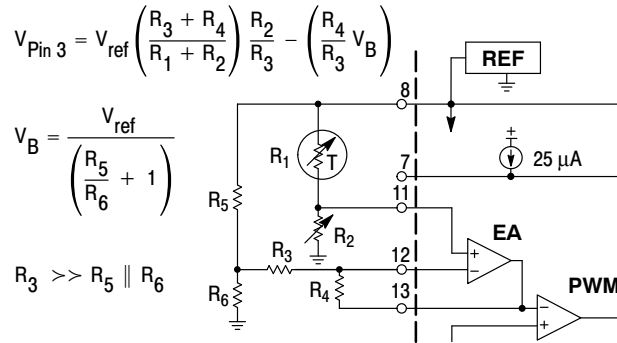 V_Pin 3 = V_ref ( (R_3 + R_4) / (R_1 + R_2) ) R_2 / R_3 − ( R_4 / R_3 V_B )
V_B = V_ref / ( R_5 / R_6 + 1 )
R_3 >> R_5 ∥ R_6
REF
8
R_1
T
7
25 μA
R_5
11
R_2
EA
+
−
R_3
12
R_6
R_4
13
PWM
−
+
+